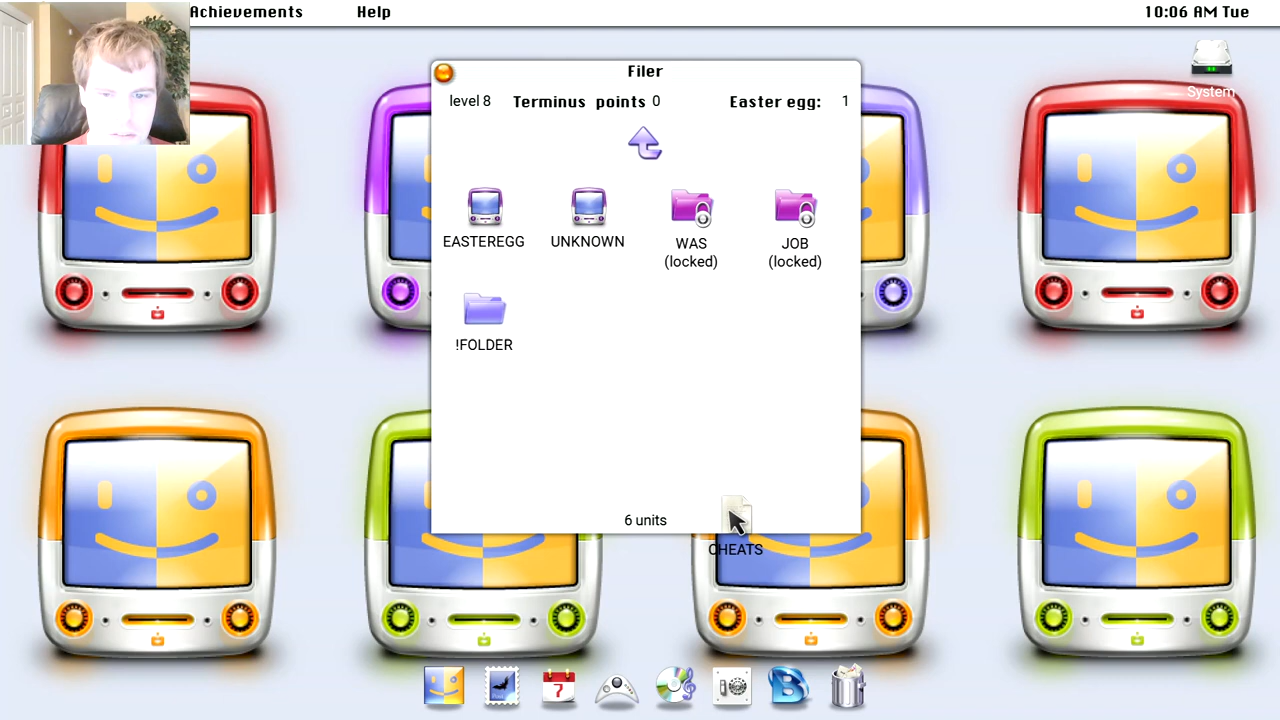 Achievements Help 10:06 AM Tue
Filer
level 8 Terminus points 0 Easter egg: 1
System
EASTEREGG UNKNOWN WAS (locked) JOB (locked)
!FOLDER
6 units
CHEATS
7